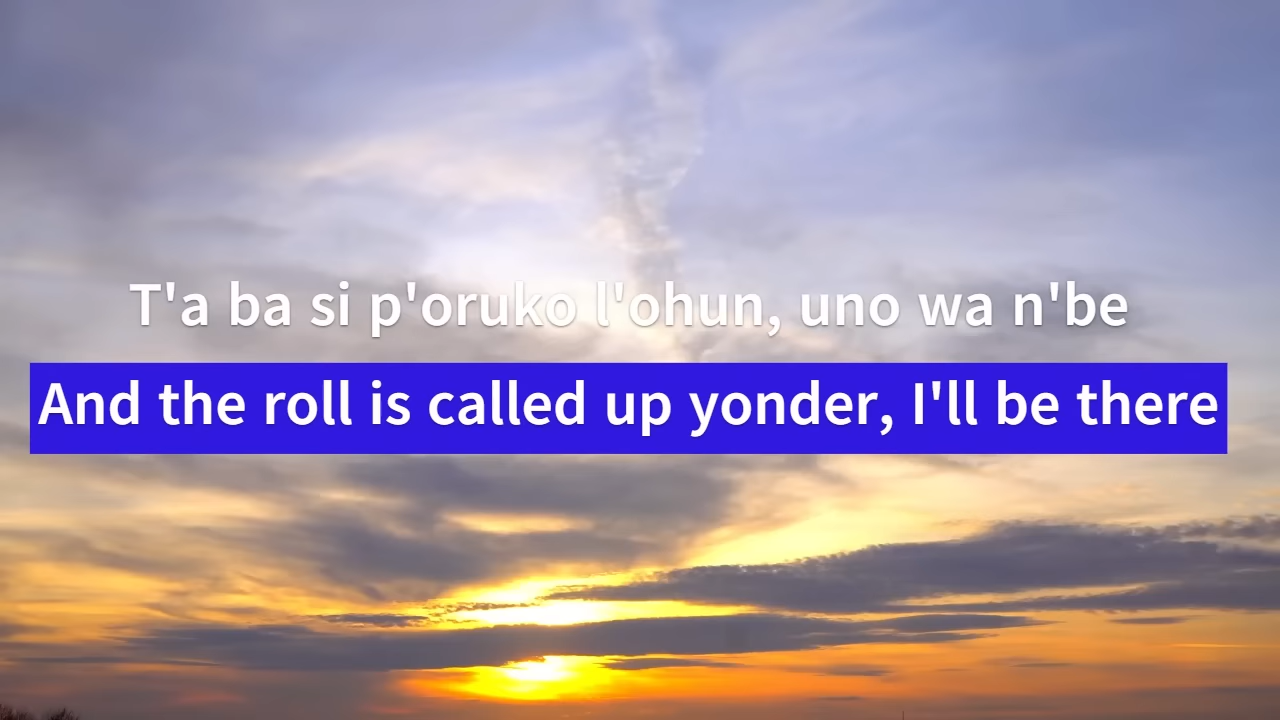 T'a ba si p'oruko l'ohun, uno wa n'be
And the roll is called up yonder, I'll be there